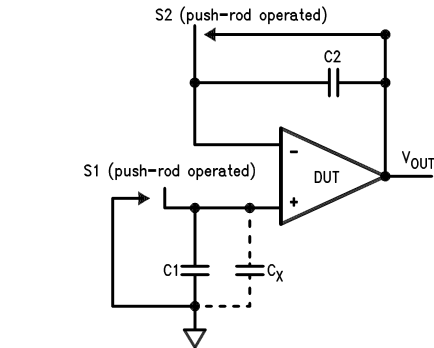 S2 (push-rod operated)
C2
S1 (push-rod operated)
-
DUT
VOUT
+
C1
CX